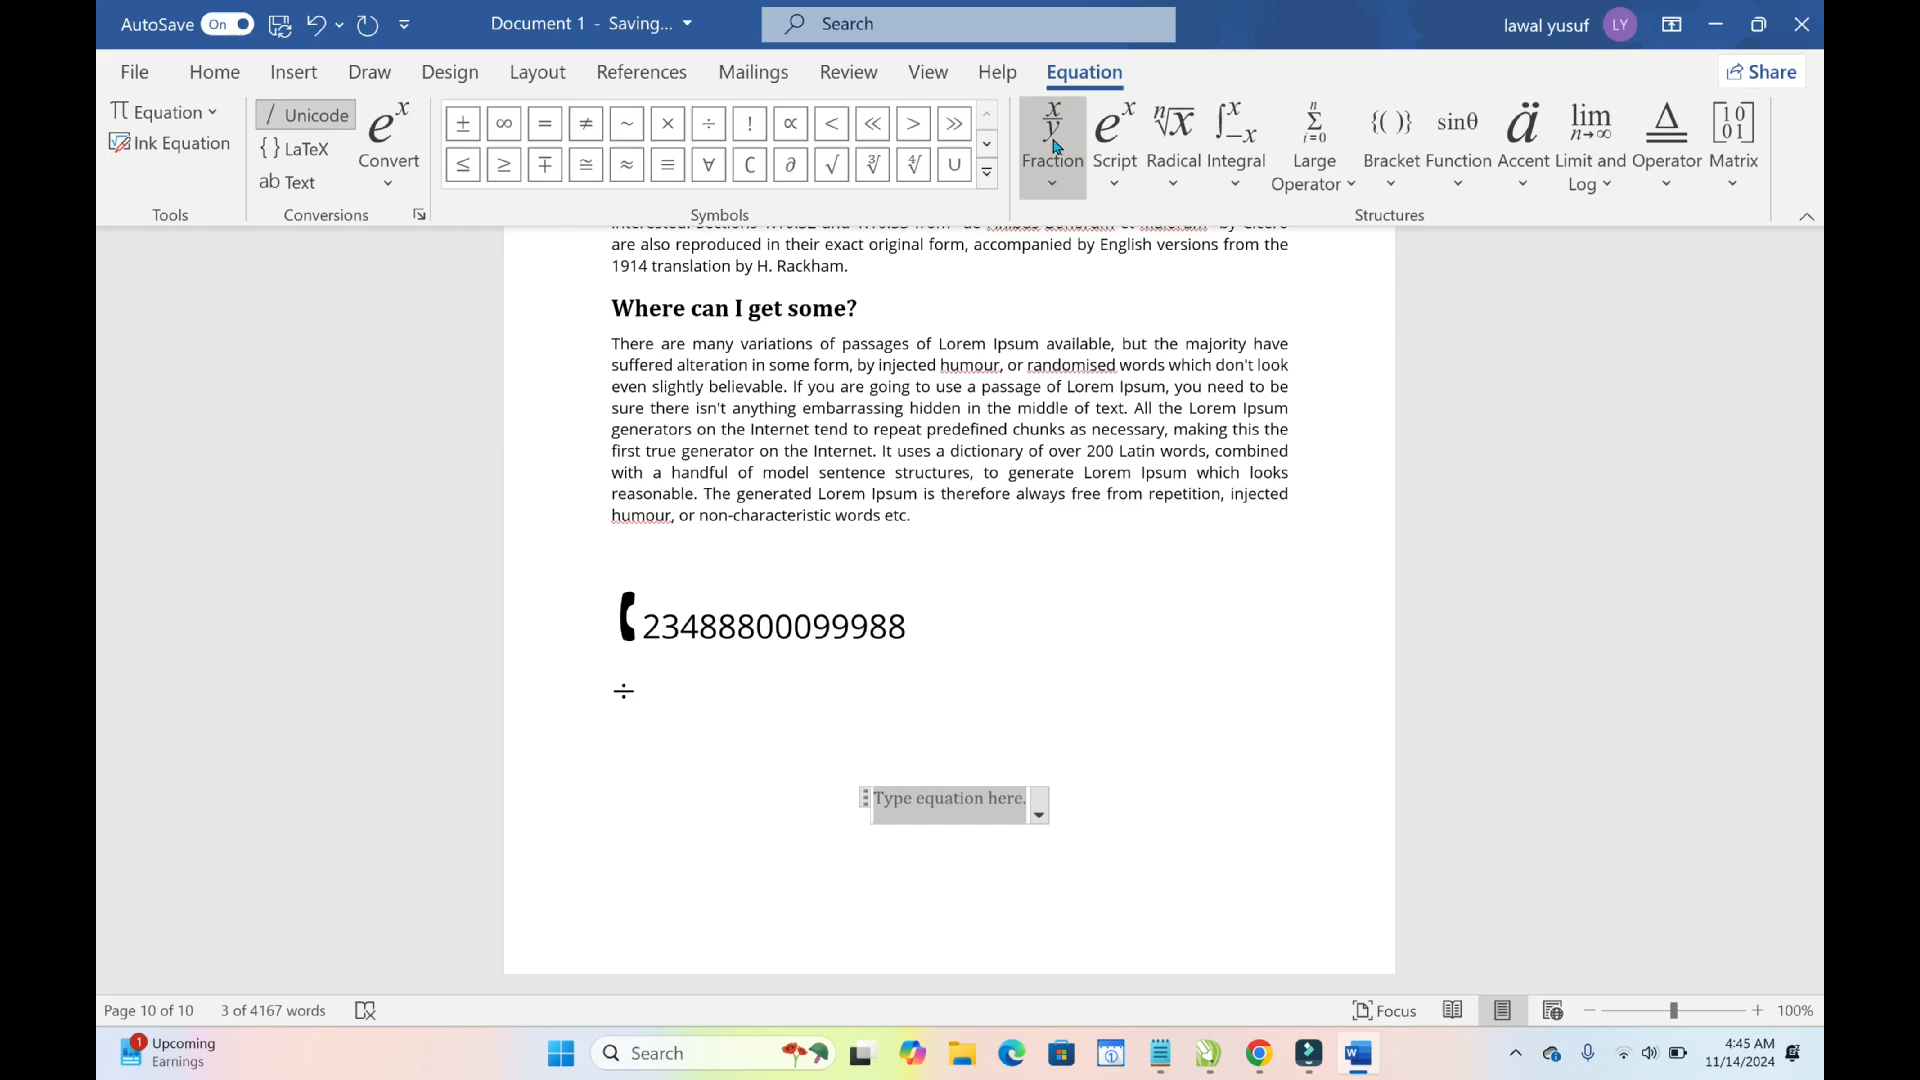 AutoSave On Document 1 - Saving... Search lawal yusuf LY
File Home Insert Draw Design Layout References Mailings Review View Help Equation Share
Equation
Ink Equation
Tools
Unicode
{ } LaTeX
ab Text
eˣ Convert
Conversions
± ∞ = ≠ ~ × ÷ ! ∝ < ≪ > ≫
≤ ≥ ∓ ≅ ≈ ≡ ∀ ∁ ∂ √ ∛ ∜ ∪
Symbols
Fraction Script Radical Integral Large Operator Bracket Function Accent Limit and Log Operator Matrix
Structures
are also reproduced in their exact original form, accompanied by English versions from the
1914 translation by H. Rackham.
Where can I get some?
There are many variations of passages of Lorem Ipsum available, but the majority have
suffered alteration in some form, by injected humour, or randomised words which don't look
even slightly believable. If you are going to use a passage of Lorem Ipsum, you need to be
sure there isn't anything embarrassing hidden in the middle of text. All the Lorem Ipsum
generators on the Internet tend to repeat predefined chunks as necessary, making this the
first true generator on the Internet. It uses a dictionary of over 200 Latin words, combined
with a handful of model sentence structures, to generate Lorem Ipsum which looks
reasonable. The generated Lorem Ipsum is therefore always free from repetition, injected
humour, or non-characteristic words etc.
23488800099988
÷
Type equation here.
Page 10 of 10 3 of 4167 words Focus 100%
1 Upcoming
Earnings
Search
4:45 AM
11/14/2024